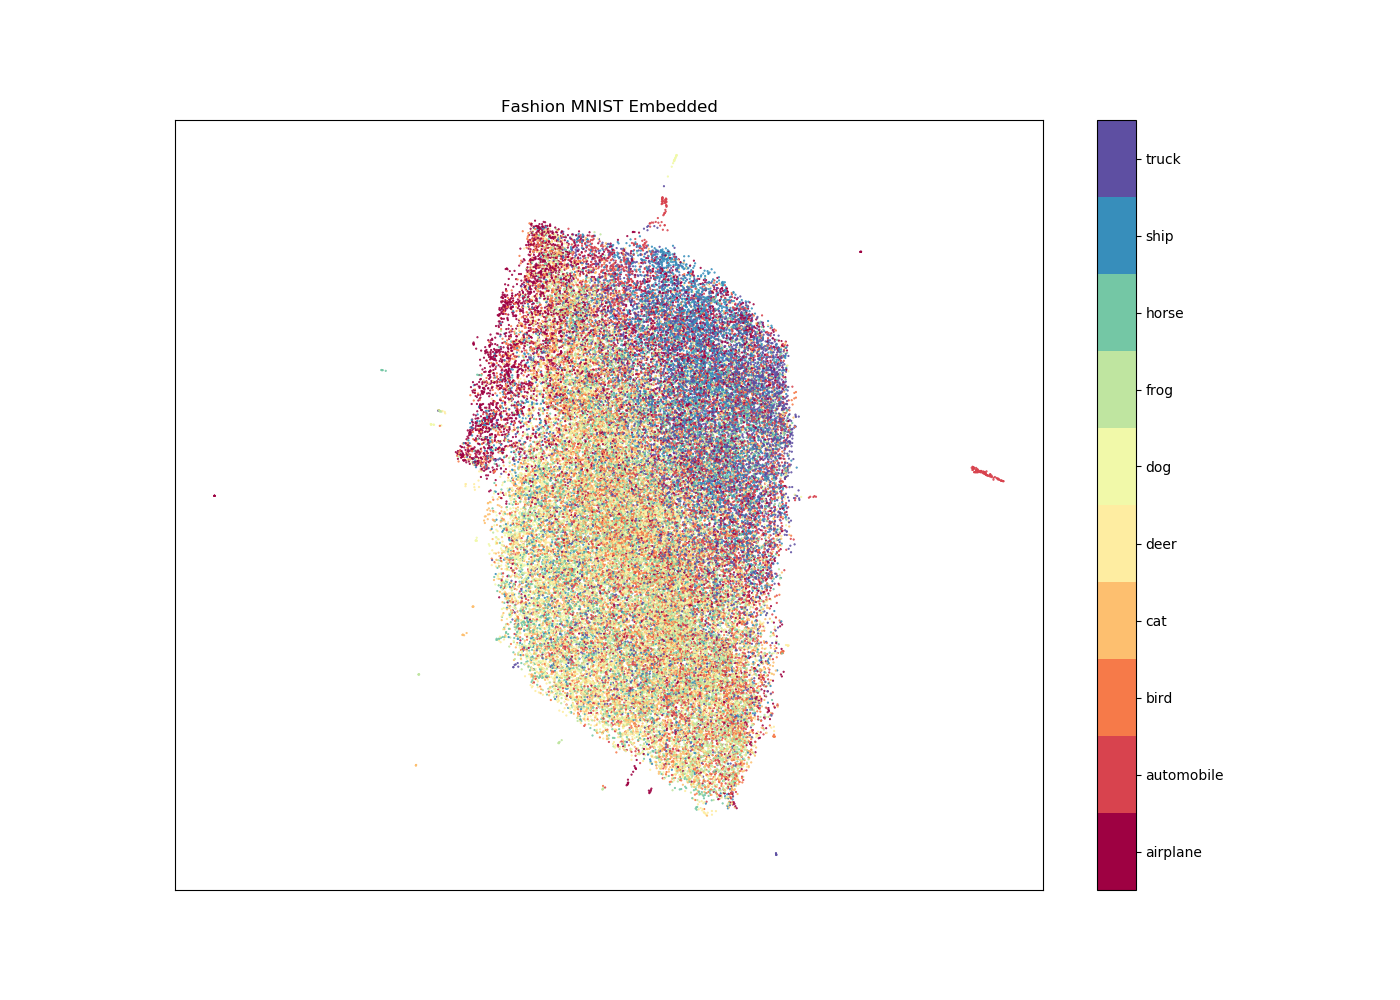 Fashion MNIST Embedded
truck
ship
horse
frog
dog
deer
cat
bird
automobile
airplane